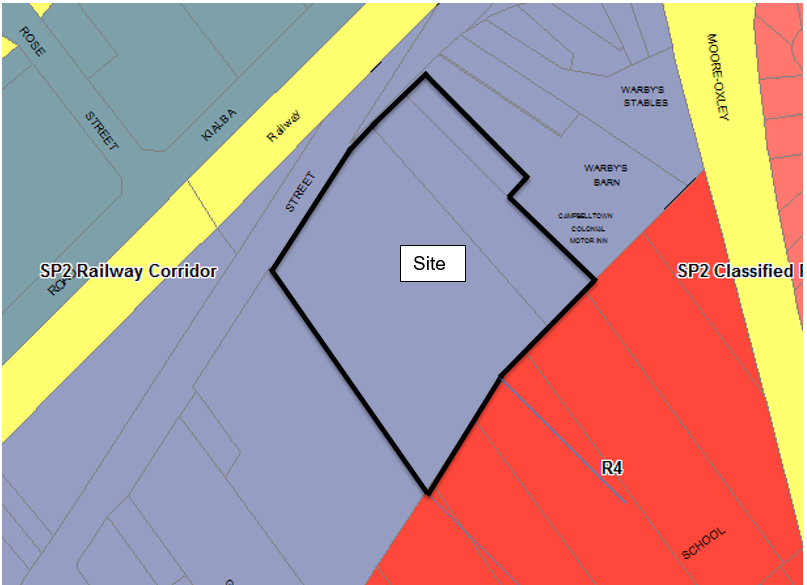 ROSE
STREET
KIALBA
Railway
STREET
MOORE-OXLEY
WARBY'S
STABLES
WARBY'S
BARN
CAMPBELLTOWN
COLONIAL
MOTOR INN
Site
SP2 Railway Corridor
SP2 Classified
R4
SCHOOL